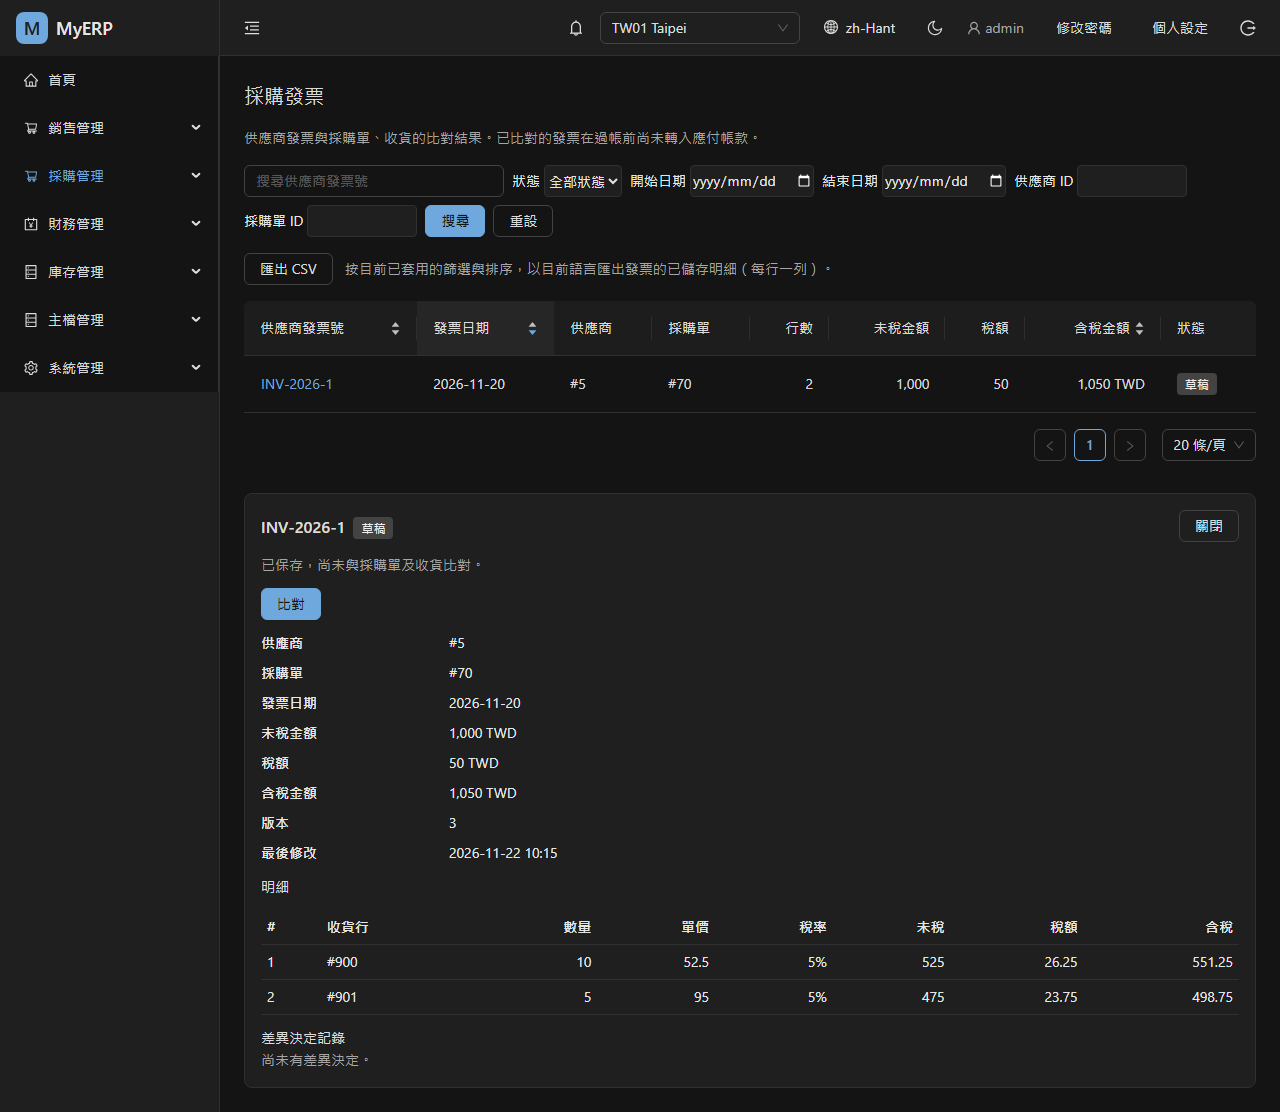 M MyERP
TW01 Taipei zh-Hant admin 修改密碼 個人設定
首頁
銷售管理
採購管理
財務管理
庫存管理
主檔管理
系統管理
採購發票
供應商發票與採購單、收貨的比對結果。已比對的發票在過帳前尚未轉入應付帳款。
搜尋供應商發票號 狀態 全部狀態 開始日期 yyyy/mm/dd 結束日期 yyyy/mm/dd 供應商 ID
採購單 ID 搜尋 重設
匯出 CSV 按目前已套用的篩選與排序，以目前語言匯出發票的已儲存明細（每行一列）。
供應商發票號 發票日期 供應商 採購單 行數 未稅金額 稅額 含稅金額 狀態
INV-2026-1 2026-11-20 #5 #70 2 1,000 50 1,050 TWD 草稿
< 1 > 20 條/頁
INV-2026-1 草稿 關閉
已保存，尚未與採購單及收貨比對。
比對
供應商 #5
採購單 #70
發票日期 2026-11-20
未稅金額 1,000 TWD
稅額 50 TWD
含稅金額 1,050 TWD
版本 3
最後修改 2026-11-22 10:15
明細
# 收貨行 數量 單價 稅率 未稅 稅額 含稅
1 #900 10 52.5 5% 525 26.25 551.25
2 #901 5 95 5% 475 23.75 498.75
差異決定記錄
尚未有差異決定。